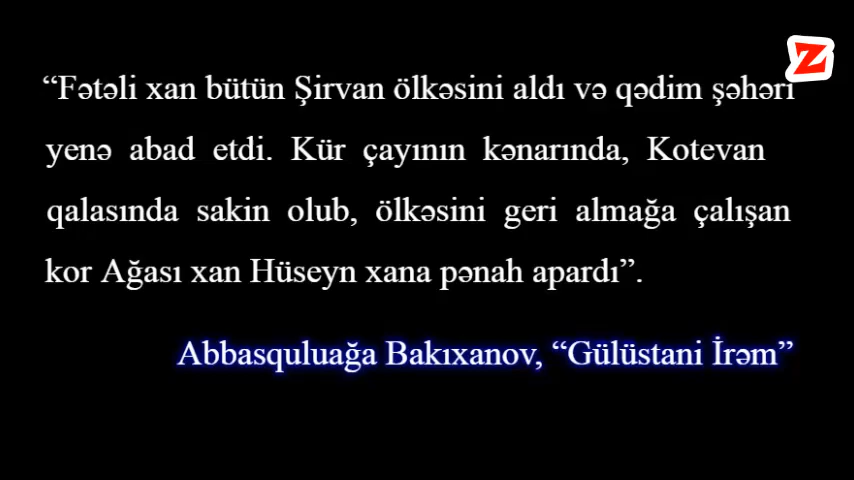 Z
“Fətəli xan bütün Şirvan ölkəsini aldı və qədim şəhəri
yenə abad etdi. Kür çayının kənarında, Kotevan
qalasında sakin olub, ölkəsini geri almağa çalışan
kor Ağası xan Hüseyn xana pənah apardı”.
Abbasquluağa Bakıxanov, “Gülüstani İrəm”